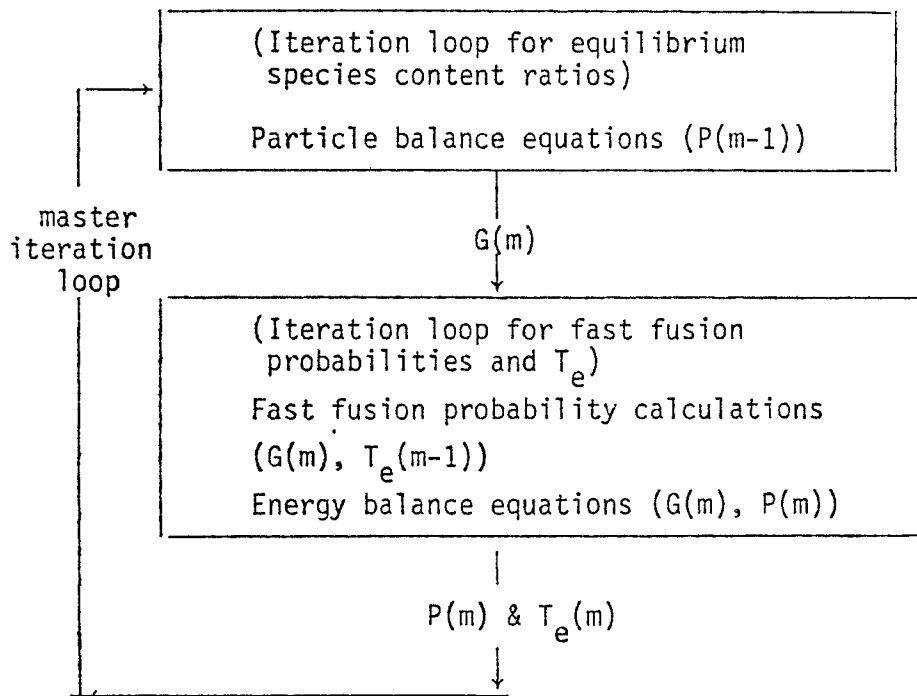 (Iteration loop for equilibrium
species content ratios)
Particle balance equations (P(m-1))
master
iteration
loop
G(m)
(Iteration loop for fast fusion
probabilities and T_e)
Fast fusion probability calculations
(G(m), T_e(m-1))
Energy balance equations (G(m), P(m))
P(m) & T_e(m)